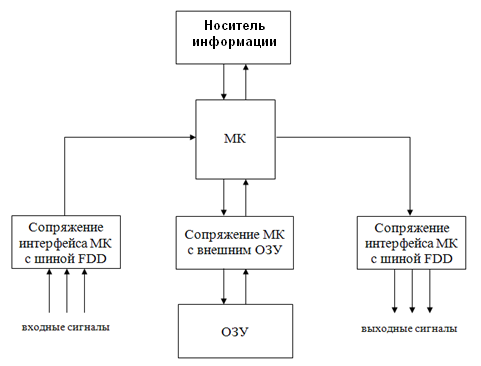 Носитель
информации
МК
Сопряжение
интерфейса МК
с шиной FDD
Сопряжение МК
с внешним ОЗУ
Сопряжение
интерфейса МК
с шиной FDD
входные сигналы
ОЗУ
выходные сигналы